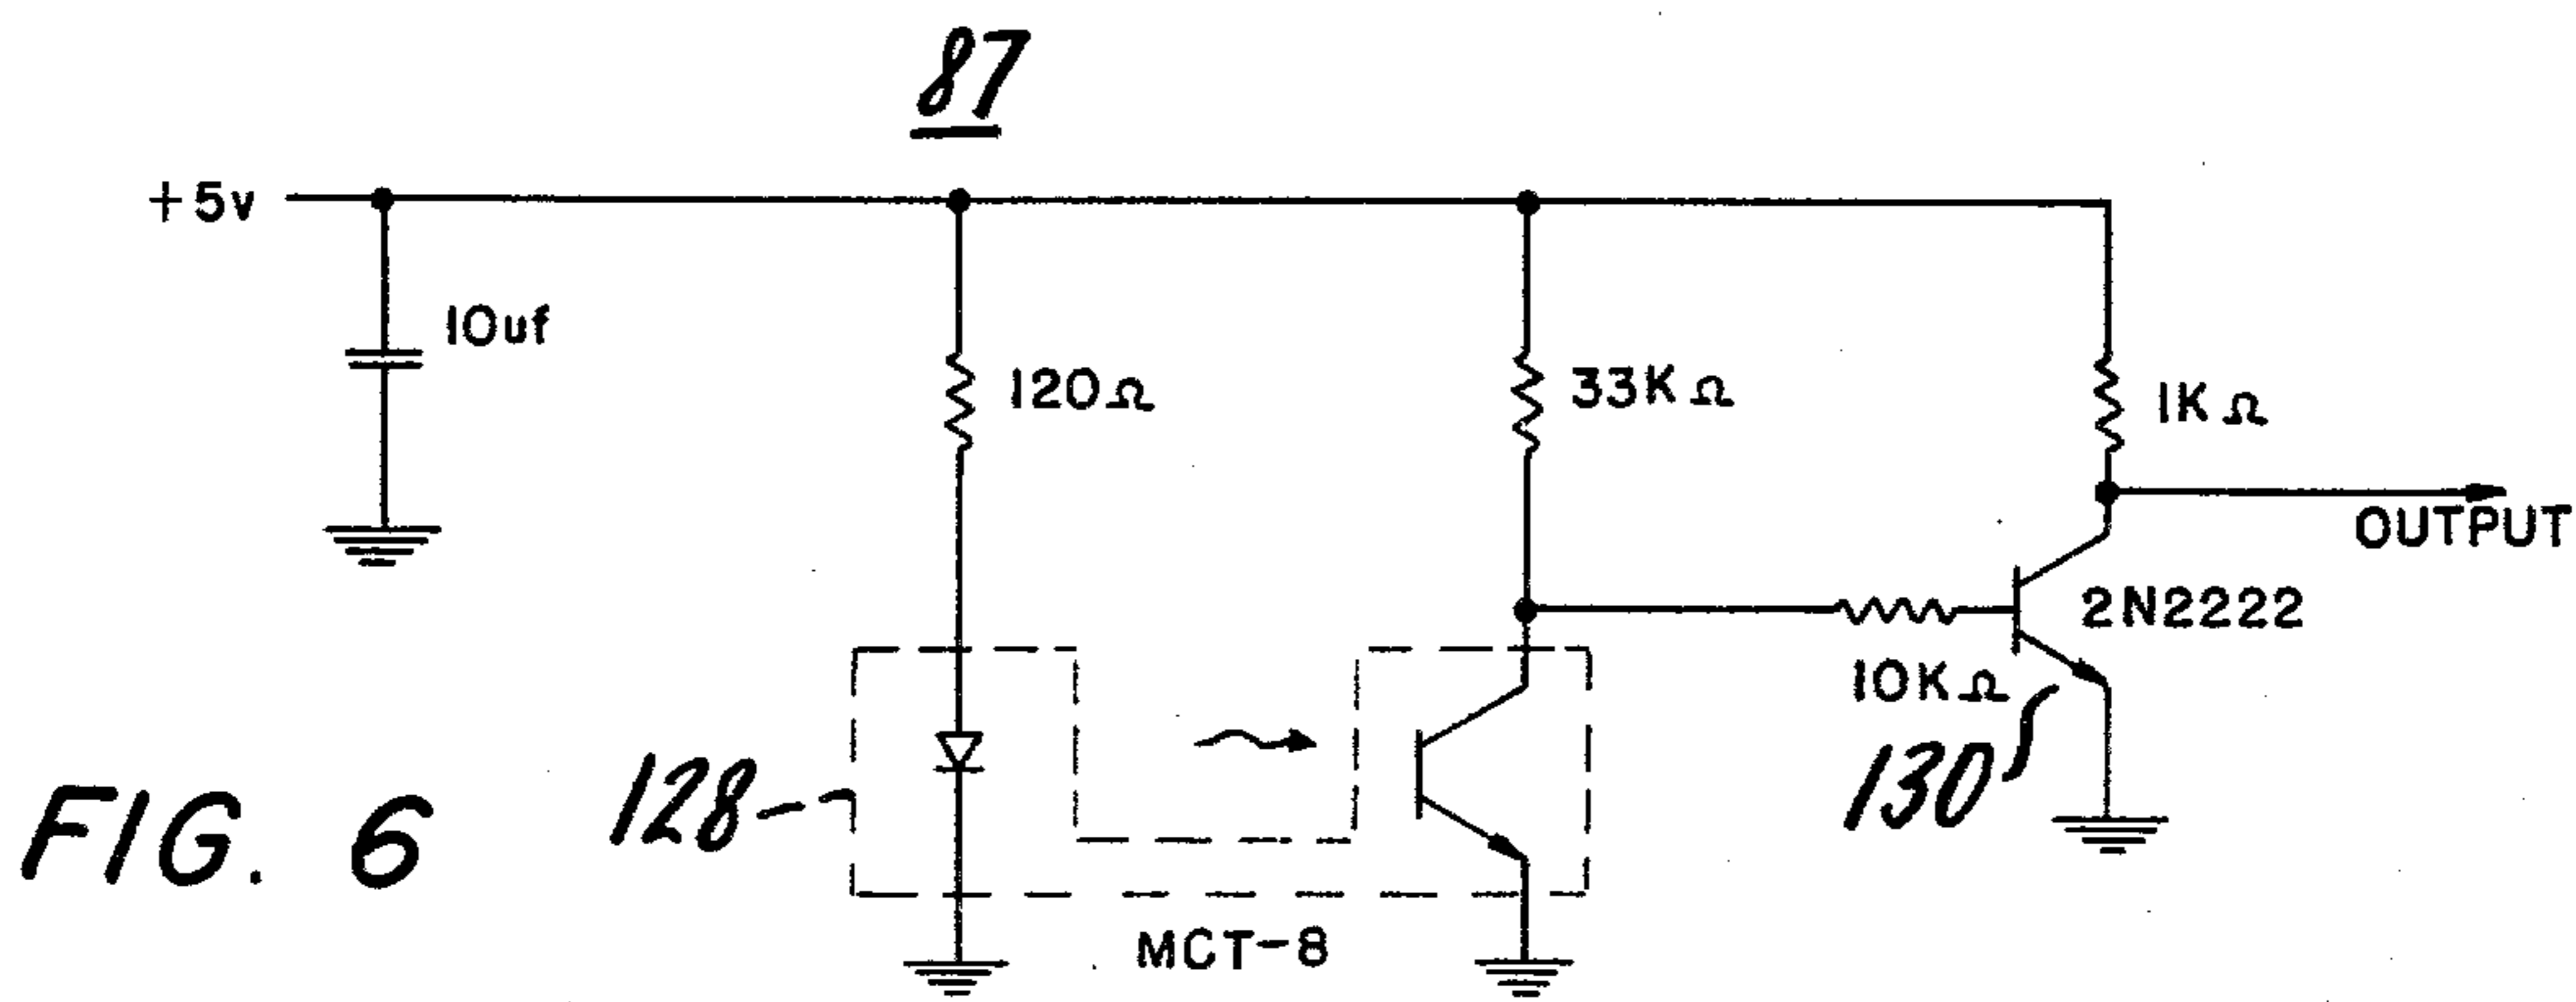 87
+5v
10uf
120Ω
33KΩ
1KΩ
OUTPUT
2N2222
10KΩ
130
128
FIG. 6
MCT-8